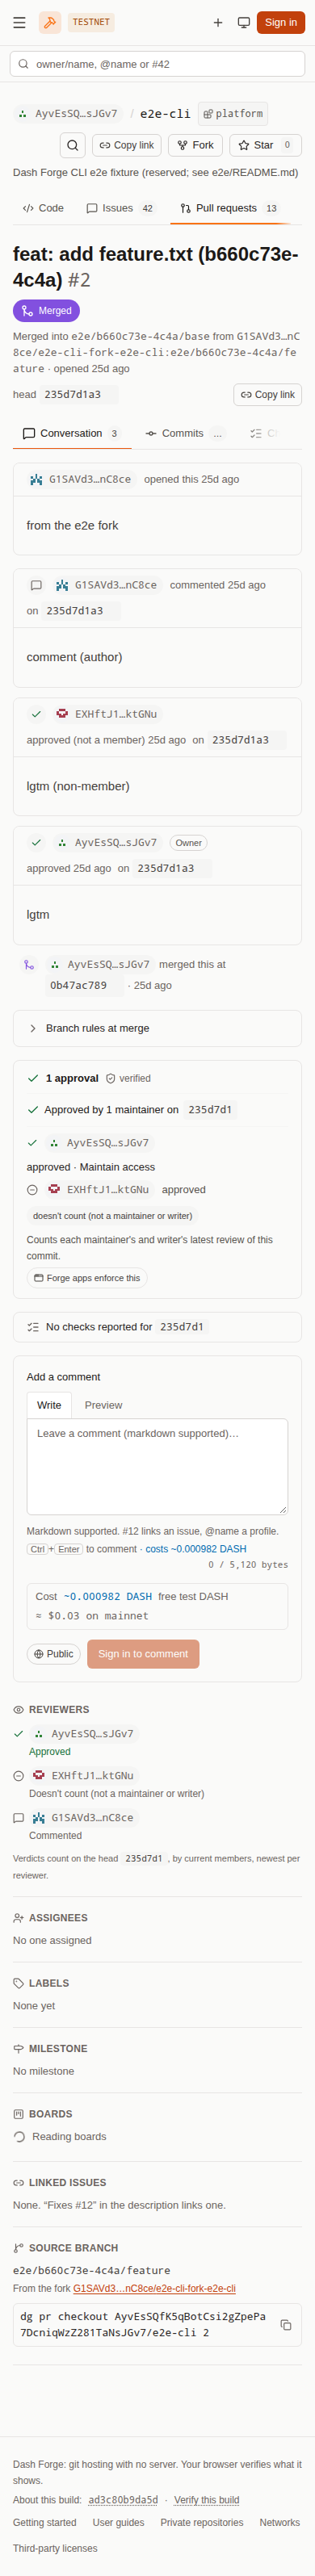 TESTNET
Sign in
owner/name, @name or #42
AyvEsSQ…sJGv7 / e2e-cli platform
Copy link Fork Star 0
Dash Forge CLI e2e fixture (reserved; see e2e/README.md)
Code Issues 42 Pull requests 13
feat: add feature.txt (b660c73e-
4c4a) #2
Merged
Merged into e2e/b660c73e-4c4a/base from G1SAVd3…nC
8ce/e2e-cli-fork-e2e-cli:e2e/b660c73e-4c4a/fe
ature · opened 25d ago
head 235d7d1a3 Copy link
Conversation 3 Commits ...
G1SAVd3…nC8ce opened this 25d ago
from the e2e fork
G1SAVd3…nC8ce commented 25d ago
on 235d7d1a3
comment (author)
EXHftJ1…ktGNu
approved (not a member) 25d ago on 235d7d1a3
lgtm (non-member)
AyvEsSQ…sJGv7 Owner
approved 25d ago on 235d7d1a3
lgtm
AyvEsSQ…sJGv7 merged this at
0b47ac789 · 25d ago
Branch rules at merge
1 approval verified
Approved by 1 maintainer on 235d7d1
AyvEsSQ…sJGv7
approved · Maintain access
EXHftJ1…ktGNu approved
doesn't count (not a maintainer or writer)
Counts each maintainer's and writer's latest review of this
commit.
Forge apps enforce this
No checks reported for 235d7d1
Add a comment
Write Preview
Leave a comment (markdown supported)…
Markdown supported. #12 links an issue, @name a profile.
Ctrl+Enter to comment · costs ~0.000982 DASH
0 / 5,120 bytes
Cost ~0.000982 DASH free test DASH
≈ $0.03 on mainnet
Public Sign in to comment
REVIEWERS
AyvEsSQ…sJGv7
Approved
EXHftJ1…ktGNu
Doesn't count (not a maintainer or writer)
G1SAVd3…nC8ce
Commented
Verdicts count on the head 235d7d1, by current members, newest per
reviewer.
ASSIGNEES
No one assigned
LABELS
None yet
MILESTONE
No milestone
BOARDS
Reading boards
LINKED ISSUES
None. “Fixes #12” in the description links one.
SOURCE BRANCH
e2e/b660c73e-4c4a/feature
From the fork G1SAVd3…nC8ce/e2e-cli-fork-e2e-cli
dg pr checkout AyvEsSQfK5qBotCsi2gZpePa
7DcniqWzZ281TaNsJGv7/e2e-cli 2
Dash Forge: git hosting with no server. Your browser verifies what it
shows.
About this build: ad3c80b9da5d · Verify this build
Getting started User guides Private repositories Networks
Third-party licenses